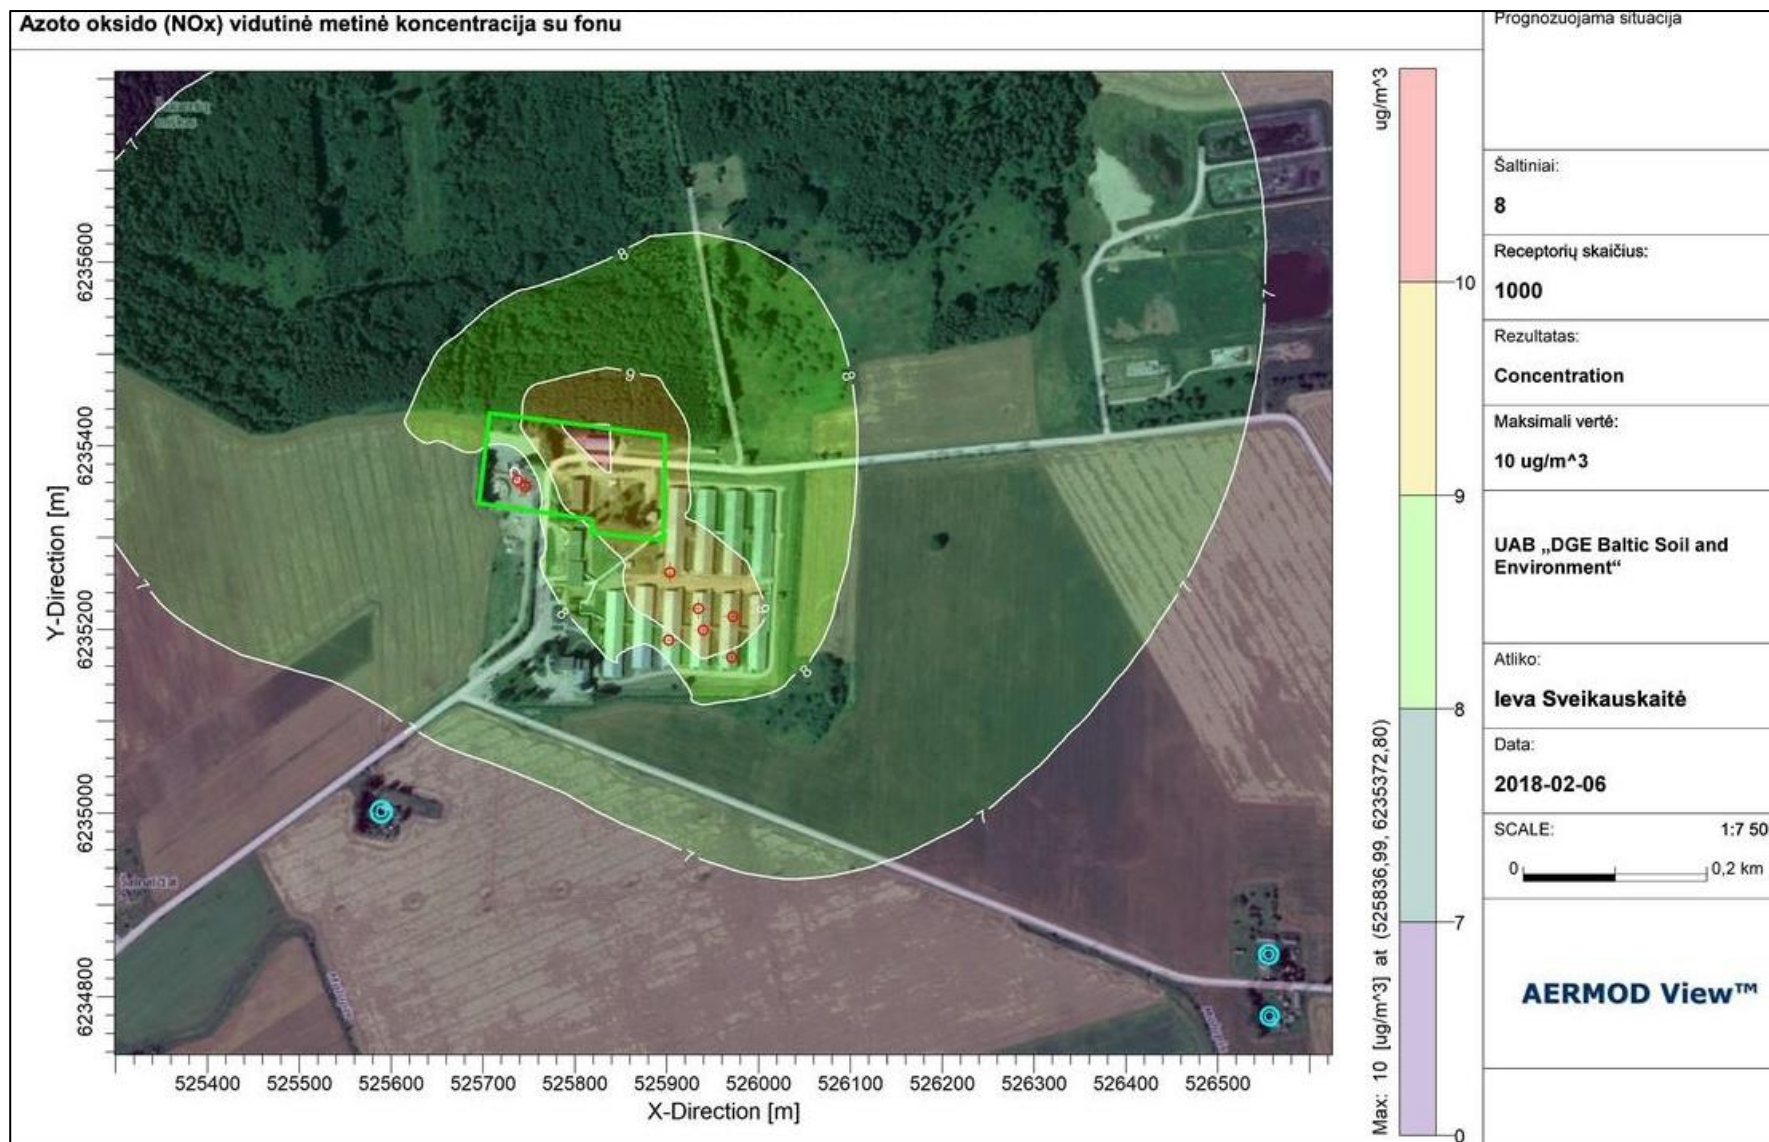 Azoto oksido (NOx) vidutinė metinė koncentracija su fonu
Prognozuojama situacija
Šaltiniai:
8
Receptorių skaičius:
1000
Rezultatas:
Concentration
Maksimali vertė:
10 ug/m^3
UAB „DGE Baltic Soil and
Environment“
Atliko:
Ieva Sveikauskaitė
Data:
2018-02-06
SCALE:
1:7 50
0
0,2 km
AERMOD View™
ug/m^3
10
9
8
7
0
Max: 10 [ug/m^3] at (525836,99, 6235372,80)
Y-Direction [m]
6235600
6235400
6235200
6235000
6234800
525400 525500 525600 525700 525800 525900 526000 526100 526200 526300 526400 526500
X-Direction [m]
7
8
7
9
8
7
8
9
8
7
7
7